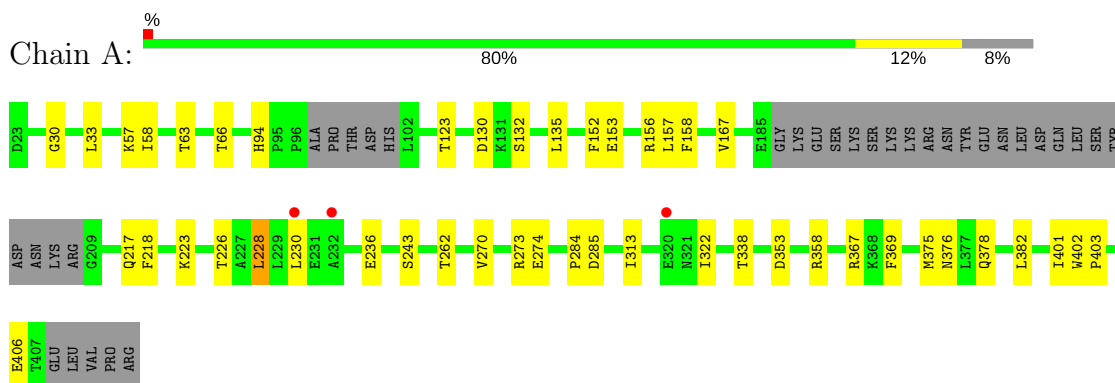 %
Chain A:
80% 12% 8%
D23 G30 L33 K57 I58 T63 T66 H94 P95 P96 ALA PRO THR ASP HIS L102 T123 D130 K131 S132 L135 F152 E153 R156 L157 F158 V167 E185 GLY LYS GLU SER LYS SER LYS LYS ARG ASN TYR GLU ASN LEU ASP GLN LEU SER TYR
ASP ASN LYS ARG G209 Q217 F218 K223 T226 A227 L228 L229 L230 E231 A232 E236 S243 T262 V270 R273 E274 P284 D285 I313 E320 N321 I322 T338 D353 R358 R367 K368 F369 M375 N376 L377 Q378 L382 I401 W402 P403
E406 T407 GLU LEU VAL PRO ARG